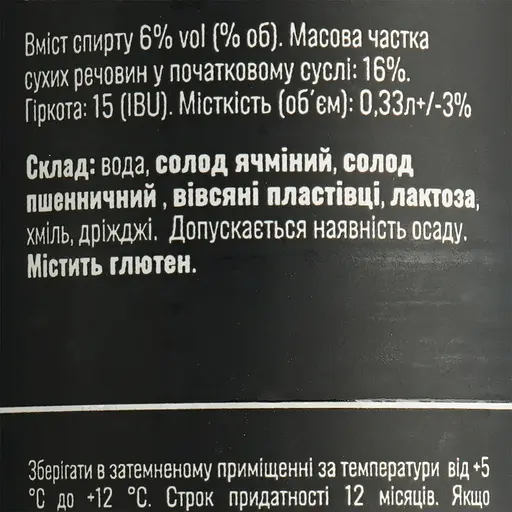 Вміст спирту 6% vol (% об). Масова частка
сухих речовин у початковому суслі: 16%.
Гіркота: 15 (IBU). Місткість (об´єм): 0,33л+/-3%
Склад: вода, солод ячміний, солод
пшенничний , вівсяні пластівці, лактоза,
хміль, дріжджі. Допускається наявність осаду.
Містить глютен.
Зберігати в затемненому приміщенні за температури від +5
°С до +12 °С. Строк придатності 12 місяців. Якщо